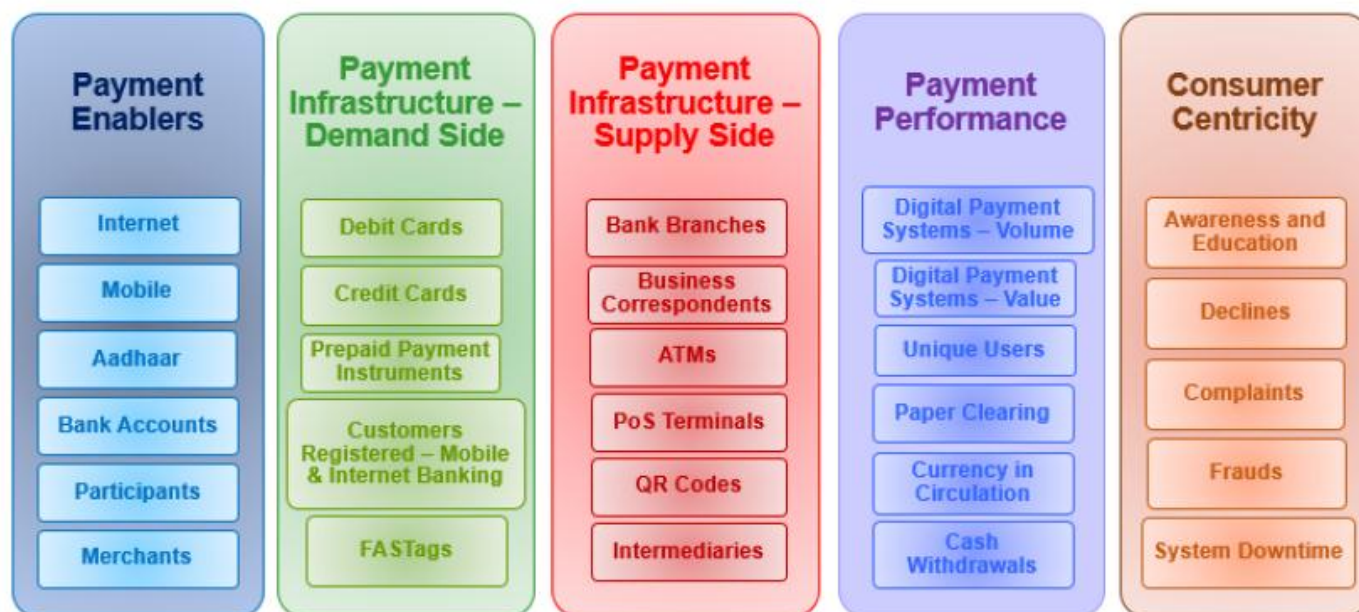 Payment
Enablers
Internet
Mobile
Aadhaar
Bank Accounts
Participants
Merchants
Payment
Infrastructure –
Demand Side
Debit Cards
Credit Cards
Prepaid Payment
Instruments
Customers
Registered – Mobile
& Internet Banking
FASTags
Payment
Infrastructure –
Supply Side
Bank Branches
Business
Correspondents
ATMs
PoS Terminals
QR Codes
Intermediaries
Payment
Performance
Digital Payment
Systems – Volume
Digital Payment
Systems – Value
Unique Users
Paper Clearing
Currency in
Circulation
Cash
Withdrawals
Consumer
Centricity
Awareness and
Education
Declines
Complaints
Frauds
System Downtime